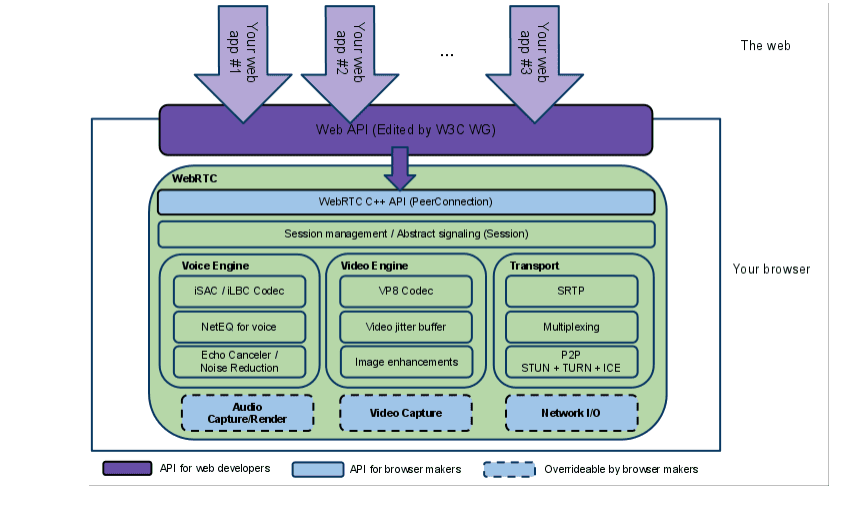 Your web
app #1
Your web
app #2
...
Your web
app #3
The web
Web API (Edited by W3C WG)
WebRTC
WebRTC C++ API (PeerConnection)
Session management / Abstract signaling (Session)
Your browser
Voice Engine
iSAC / iLBC Codec
NetEQ for voice
Echo Canceler /
Noise Reduction
Video Engine
VP8 Codec
Video jitter buffer
Image enhancements
Transport
SRTP
Multiplexing
P2P
STUN + TURN + ICE
Audio
Capture/Render
Video Capture
Network I/O
API for web developers
API for browser makers
Overrideable by browser makers